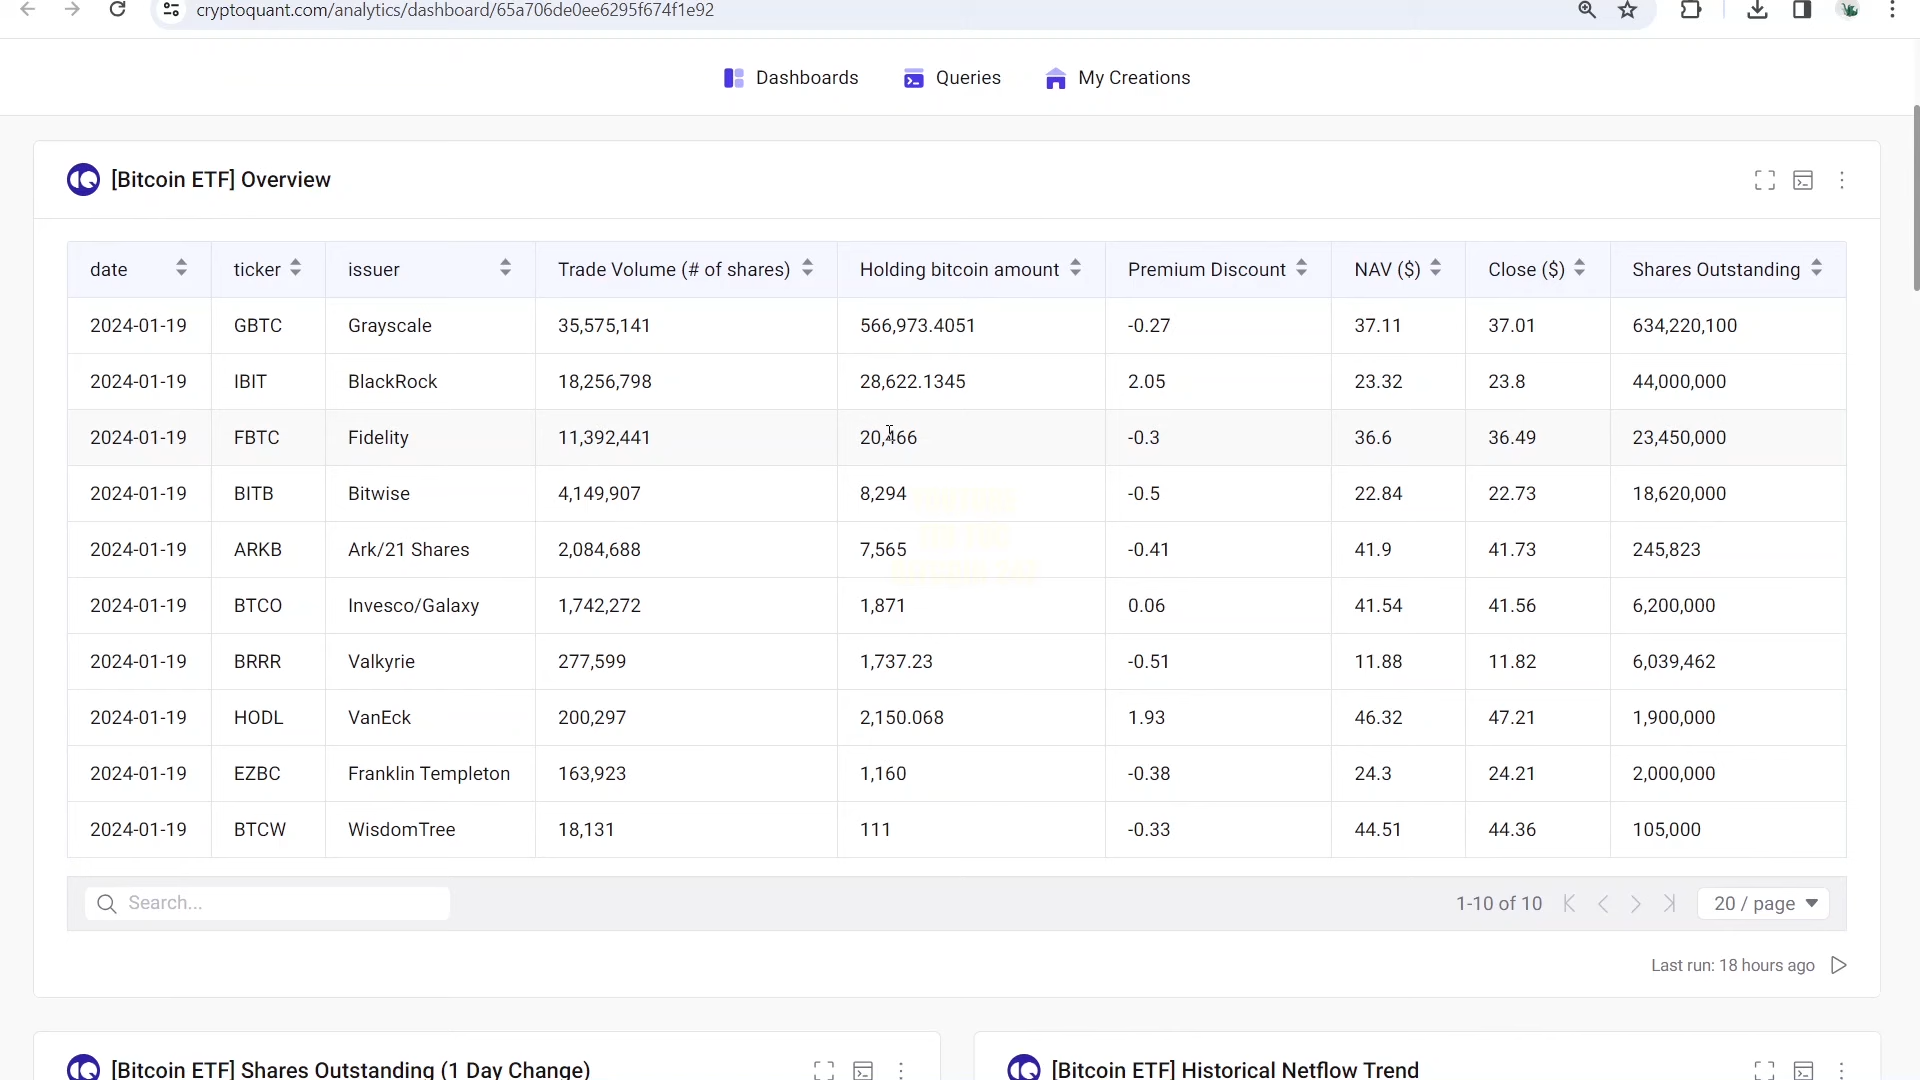 cryptoquant.com/analytics/dashboard/65a706de0ee6295f674f1e92
Dashboards Queries My Creations
[Bitcoin ETF] Overview
date ticker issuer Trade Volume (# of shares) Holding bitcoin amount Premium Discount NAV ($) Close ($) Shares Outstanding
2024-01-19 GBTC Grayscale 35,575,141 566,973.4051 -0.27 37.11 37.01 634,220,100
2024-01-19 IBIT BlackRock 18,256,798 28,622.1345 2.05 23.32 23.8 44,000,000
2024-01-19 FBTC Fidelity 11,392,441 20,466 -0.3 36.6 36.49 23,450,000
2024-01-19 BITB Bitwise 4,149,907 8,294 -0.5 22.84 22.73 18,620,000
2024-01-19 ARKB Ark/21 Shares 2,084,688 7,565 -0.41 41.9 41.73 245,823
2024-01-19 BTCO Invesco/Galaxy 1,742,272 1,871 0.06 41.54 41.56 6,200,000
2024-01-19 BRRR Valkyrie 277,599 1,737.23 -0.51 11.88 11.82 6,039,462
2024-01-19 HODL VanEck 200,297 2,150.068 1.93 46.32 47.21 1,900,000
2024-01-19 EZBC Franklin Templeton 163,923 1,160 -0.38 24.3 24.21 2,000,000
2024-01-19 BTCW WisdomTree 18,131 111 -0.33 44.51 44.36 105,000
Search... 1-10 of 10 20 / page
Last run: 18 hours ago
[Bitcoin ETF] Shares Outstanding (1 Day Change) [Bitcoin ETF] Historical Netflow Trend